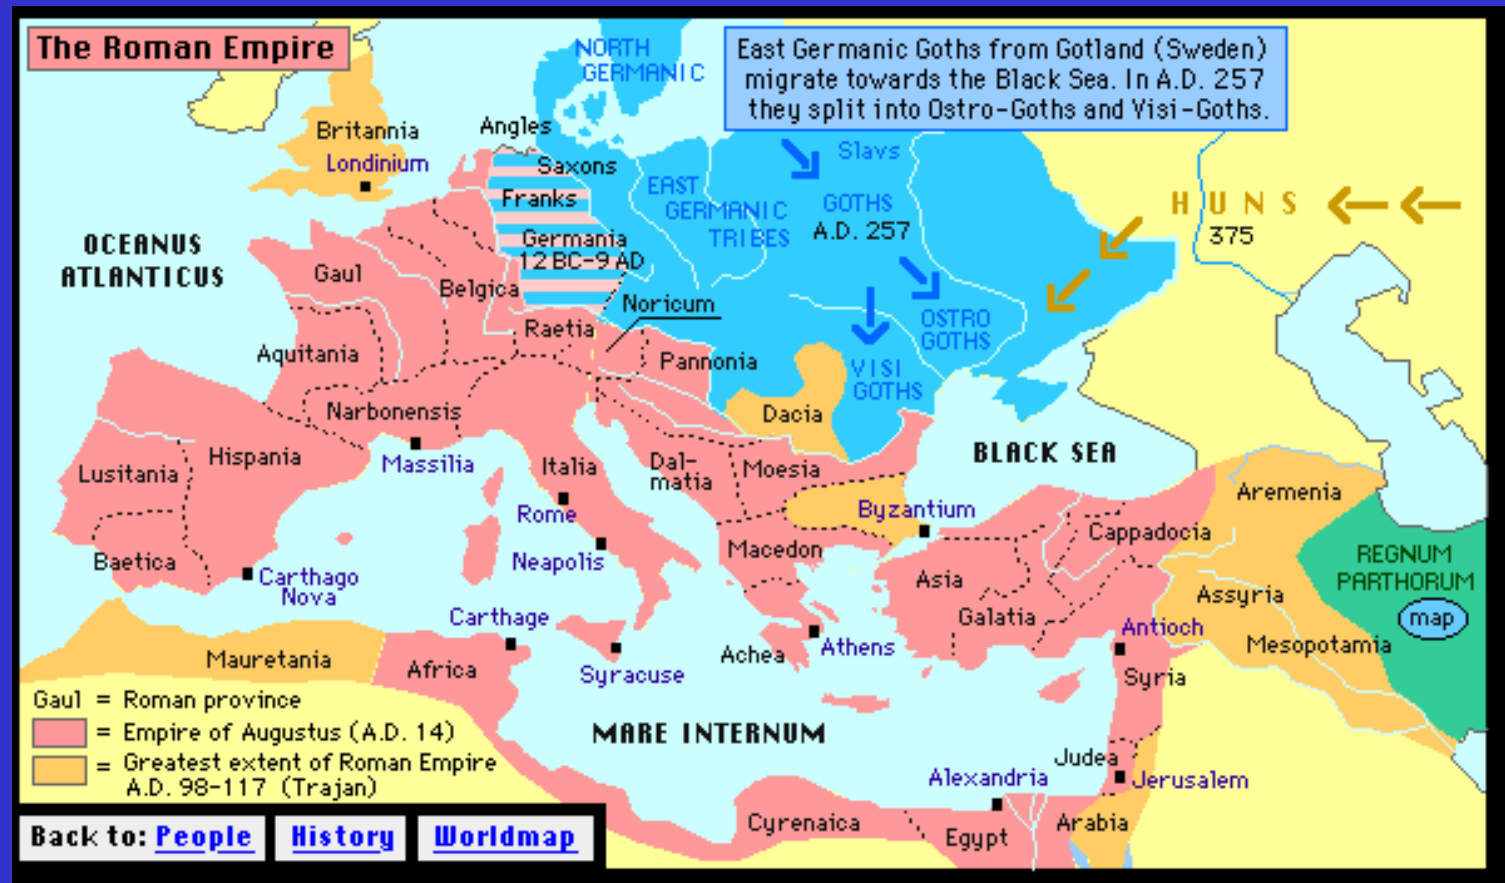 The Roman Empire
East Germanic Goths from Gotland (Sweden)
migrate towards the Black Sea. In A.D. 257
they split into Ostro-Goths and Visi-Goths.
NORTH
GERMANIC
Britannia
Londinium
Angles
Saxons
Franks
Germania
12 BC-9 AD
EAST
GERMANIC
TRIBES
Slavs
GOTHS
A.D. 257
HUNS
375
OCEANUS
ATLANTICUS
Gaul
Belgica
Noricum
Raetia
Pannonia
OSTRO
GOTHS
VISI
GOTHS
Aquitania
Narbonensis
Dacia
Massilia
Lusitania
Hispania
Italia
Dal-
matia
Moesia
BLACK SEA
Aremenia
Rome
Byzantium
Cappadocia
Baetica
Neapolis
Macedon
Carthago
Nova
Asia
Galatia
Assyria
REGNUM
PARTHORUM
map
Carthage
Athens
Antioch
Mesopotamia
Mauretania
Africa
Syracuse
Achea
Syria
Gaul = Roman province
= Empire of Augustus (A.D. 14)
= Greatest extent of Roman Empire
A.D. 98-117 (Trajan)
MARE INTERNUM
Judea
Jerusalem
Alexandria
Cyrenaica
Egypt
Arabia
Back to: People
History
Worldmap